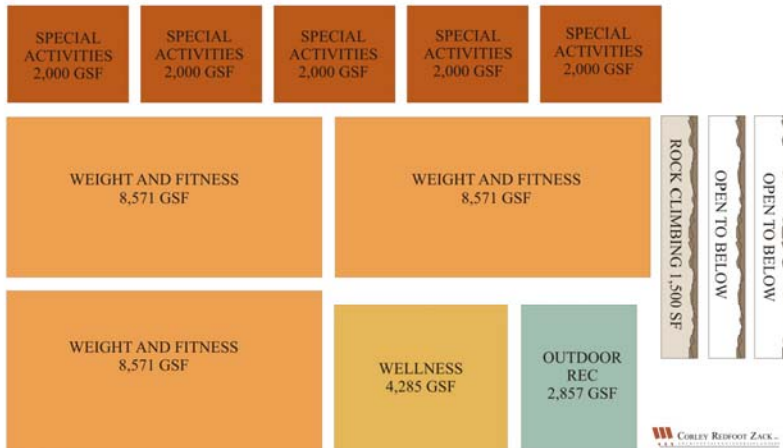 SPECIAL
ACTIVITIES
2,000 GSF
SPECIAL
ACTIVITIES
2,000 GSF
SPECIAL
ACTIVITIES
2,000 GSF
SPECIAL
ACTIVITIES
2,000 GSF
SPECIAL
ACTIVITIES
2,000 GSF
WEIGHT AND FITNESS
8,571 GSF
WEIGHT AND FITNESS
8,571 GSF
ROCK CLIMBING 1,500 SF
OPEN TO BELOW
OPEN TO BELOW
WEIGHT AND FITNESS
8,571 GSF
WELLNESS
4,285 GSF
OUTDOOR
REC
2,857 GSF
CORLEY REDFOOT ZACK